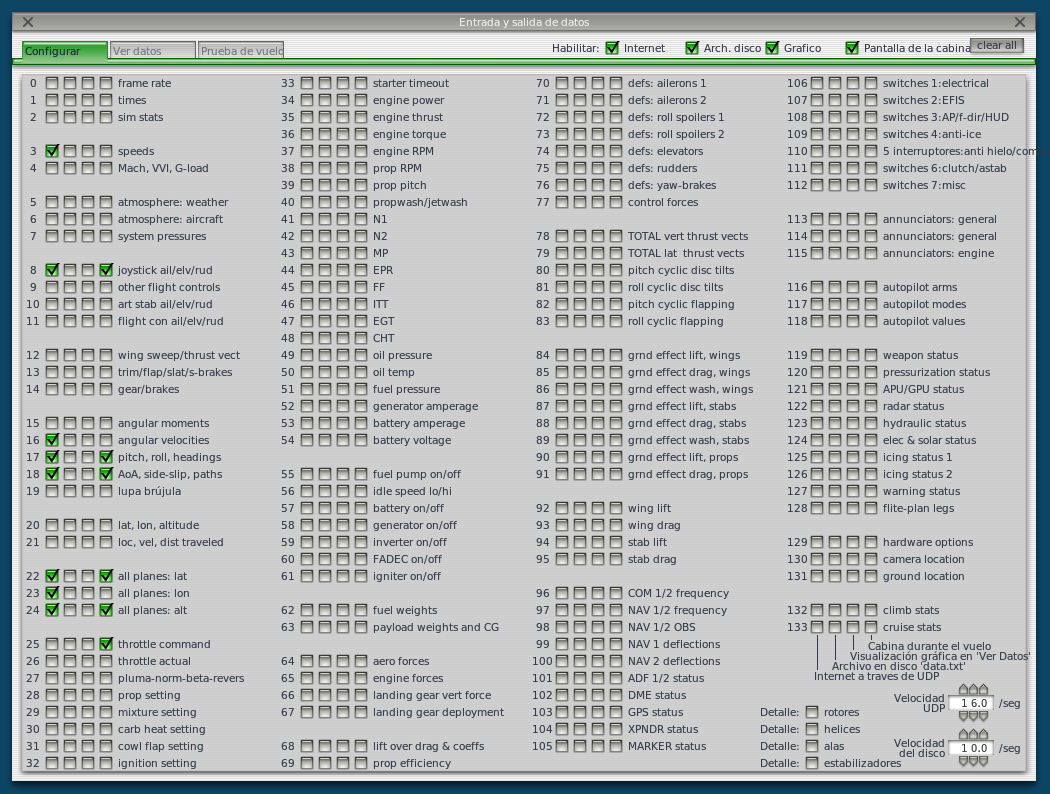 Entrada y salida de datos
Configurar Ver datos Prueba de vuelo Habilitar: Internet Arch. disco Grafico Pantalla de la cabina clear all
0 frame rate
1 times
2 sim stats
3 speeds
4 Mach, VVI, G-load
5 atmosphere: weather
6 atmosphere: aircraft
7 system pressures
8 joystick ail/elv/rud
9 other flight controls
10 art stab ail/elv/rud
11 flight con ail/elv/rud
12 wing sweep/thrust vect
13 trim/flap/slat/s-brakes
14 gear/brakes
15 angular moments
16 angular velocities
17 pitch, roll, headings
18 AoA, side-slip, paths
19 lupa brújula
20 lat, lon, altitude
21 loc, vel, dist traveled
22 all planes: lat
23 all planes: lon
24 all planes: alt
25 throttle command
26 throttle actual
27 pluma-norm-beta-revers
28 prop setting
29 mixture setting
30 carb heat setting
31 cowl flap setting
32 ignition setting
33 starter timeout
34 engine power
35 engine thrust
36 engine torque
37 engine RPM
38 prop RPM
39 prop pitch
40 propwash/jetwash
41 N1
42 N2
43 MP
44 EPR
45 FF
46 ITT
47 EGT
48 CHT
49 oil pressure
50 oil temp
51 fuel pressure
52 generator amperage
53 battery amperage
54 battery voltage
55 fuel pump on/off
56 idle speed lo/hi
57 battery on/off
58 generator on/off
59 inverter on/off
60 FADEC on/off
61 igniter on/off
62 fuel weights
63 payload weights and CG
64 aero forces
65 engine forces
66 landing gear vert force
67 landing gear deployment
68 lift over drag & coeffs
69 prop efficiency
70 defs: ailerons 1
71 defs: ailerons 2
72 defs: roll spoilers 1
73 defs: roll spoilers 2
74 defs: elevators
75 defs: rudders
76 defs: yaw-brakes
77 control forces
78 TOTAL vert thrust vects
79 TOTAL lat thrust vects
80 pitch cyclic disc tilts
81 roll cyclic disc tilts
82 pitch cyclic flapping
83 roll cyclic flapping
84 grnd effect lift, wings
85 grnd effect drag, wings
86 grnd effect wash, wings
87 grnd effect lift, stabs
88 grnd effect drag, stabs
89 grnd effect wash, stabs
90 grnd effect lift, props
91 grnd effect drag, props
92 wing lift
93 wing drag
94 stab lift
95 stab drag
96 COM 1/2 frequency
97 NAV 1/2 frequency
98 NAV 1/2 OBS
99 NAV 1 deflections
100 NAV 2 deflections
101 ADF 1/2 status
102 DME status
103 GPS status
104 XPNDR status
105 MARKER status
106 switches 1:electrical
107 switches 2:EFIS
108 switches 3:AP/f-dir/HUD
109 switches 4:anti-ice
110 5 interruptores:anti hielo/com
111 switches 6:clutch/astab
112 switches 7:misc
113 annunciators: general
114 annunciators: general
115 annunciators: engine
116 autopilot arms
117 autopilot modes
118 autopilot values
119 weapon status
120 pressurization status
121 APU/GPU status
122 radar status
123 hydraulic status
124 elec & solar status
125 icing status 1
126 icing status 2
127 warning status
128 flite-plan legs
129 hardware options
130 camera location
131 ground location
132 climb stats
133 cruise stats
Cabina durante el vuelo
Visualización gráfica en 'Ver Datos'
Archivo en disco 'data.txt'
Internet a traves de UDP
Detalle: rotores
Detalle: helices
Detalle: alas
Detalle: estabilizadores
Velocidad
UDP 1 6.0 /seg
Velocidad
del disco 1 0.0 /seg